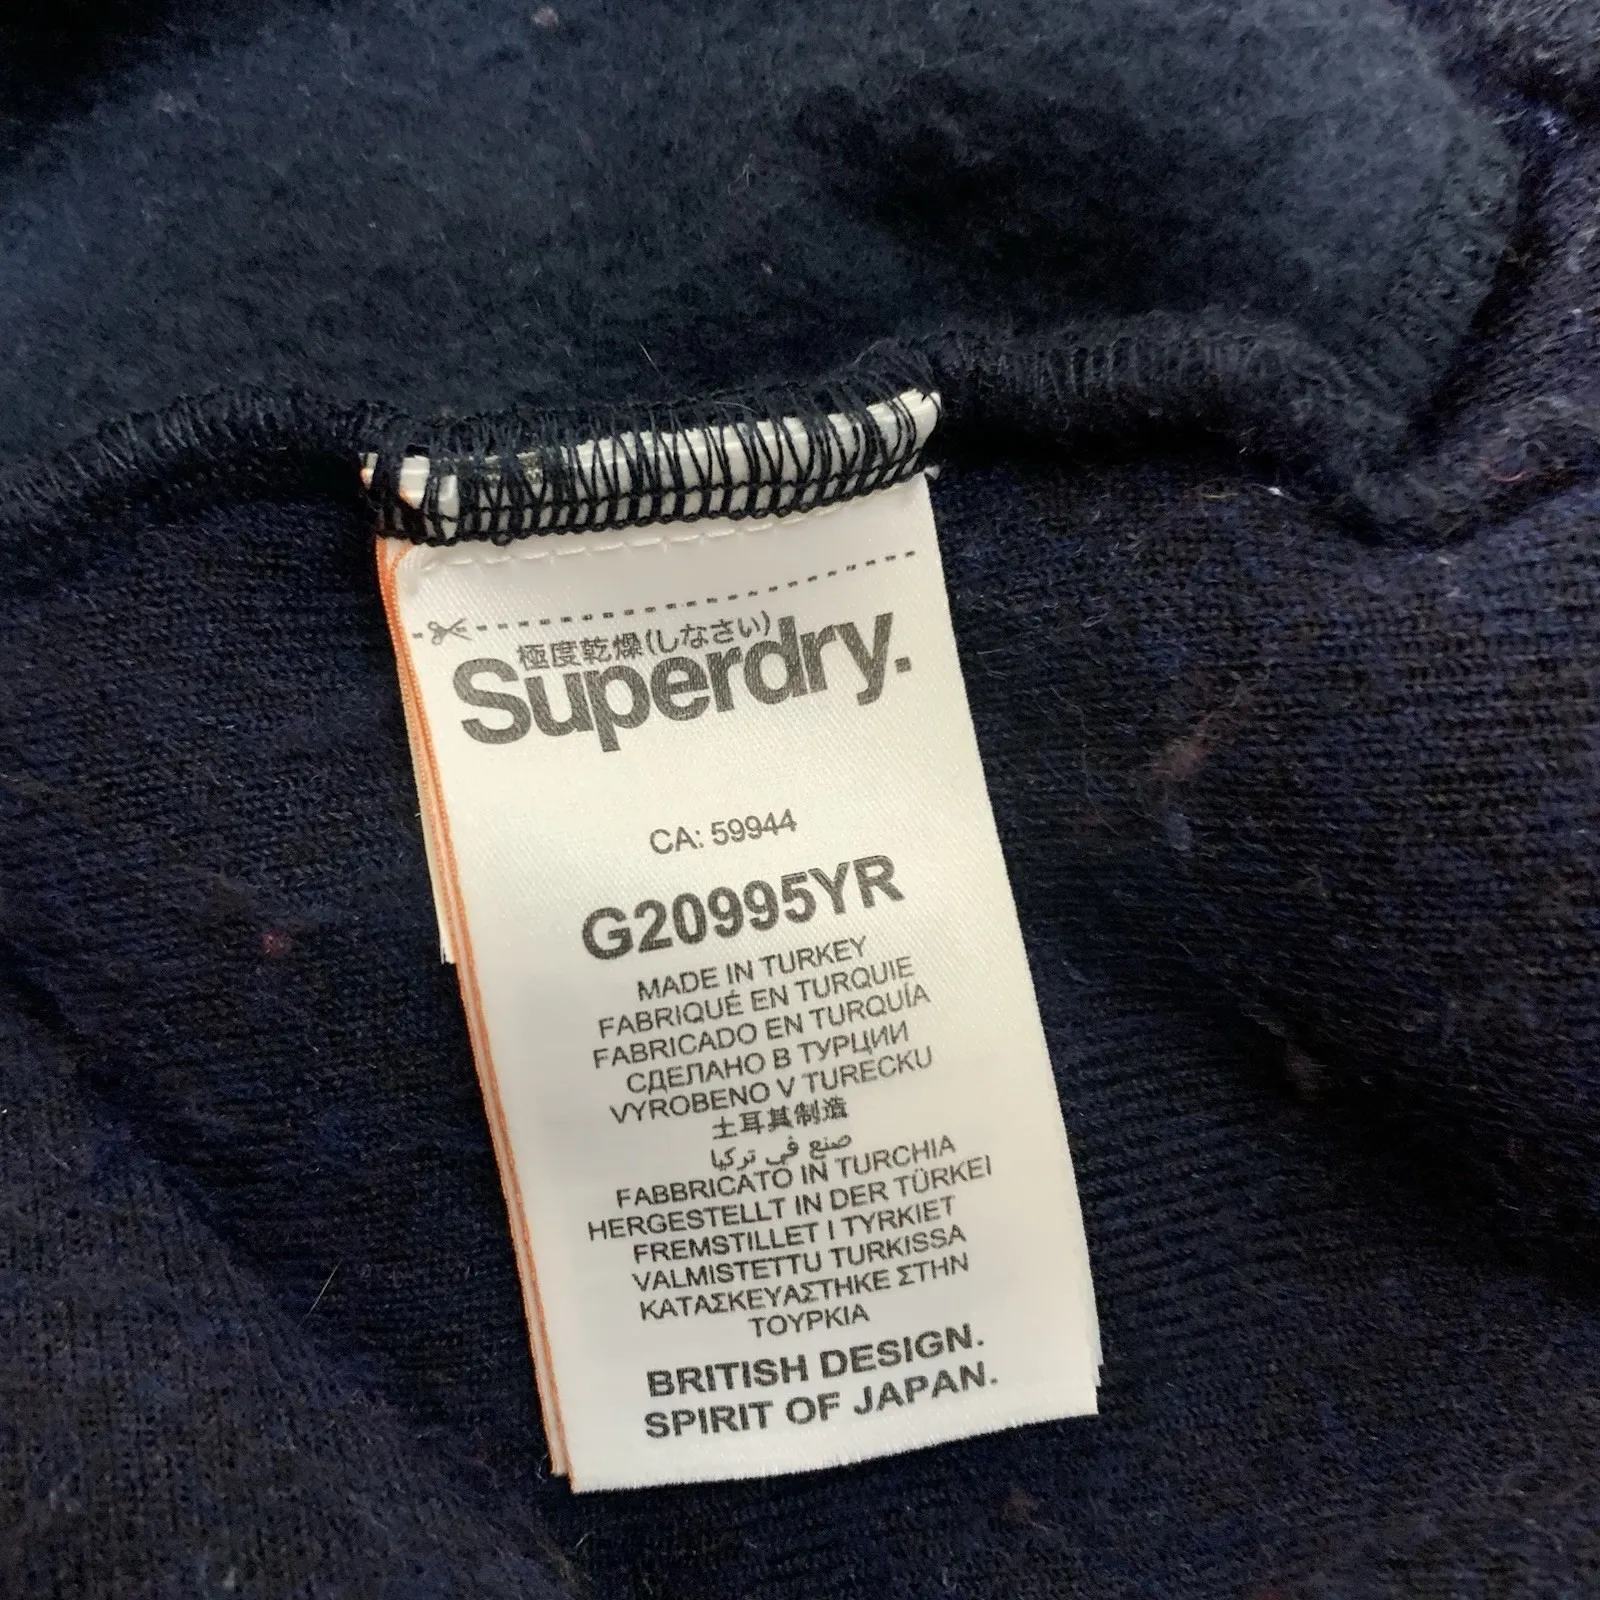 極度乾燥(しなさい)
Superdry.
CA: 59944
G20995YR
MADE IN TURKEY
FABRIQUÉ EN TURQUIE
FABRICADO EN TURQUÍA
СДЕЛАНО В ТУРЦИИ
VYROBENO V TURECKU
土耳其制造
صنع في تركيا
FABBRICATO IN TURCHIA
HERGESTELLT IN DER TÜRKEI
FREMSTILLET I TYRKIET
VALMISTETTU TURKISSA
ΚΑΤΑΣΚΕΥΑΣΤΗΚΕ ΣΤΗΝ
ΤΟΥΡΚΙΑ
BRITISH DESIGN.
SPIRIT OF JAPAN.